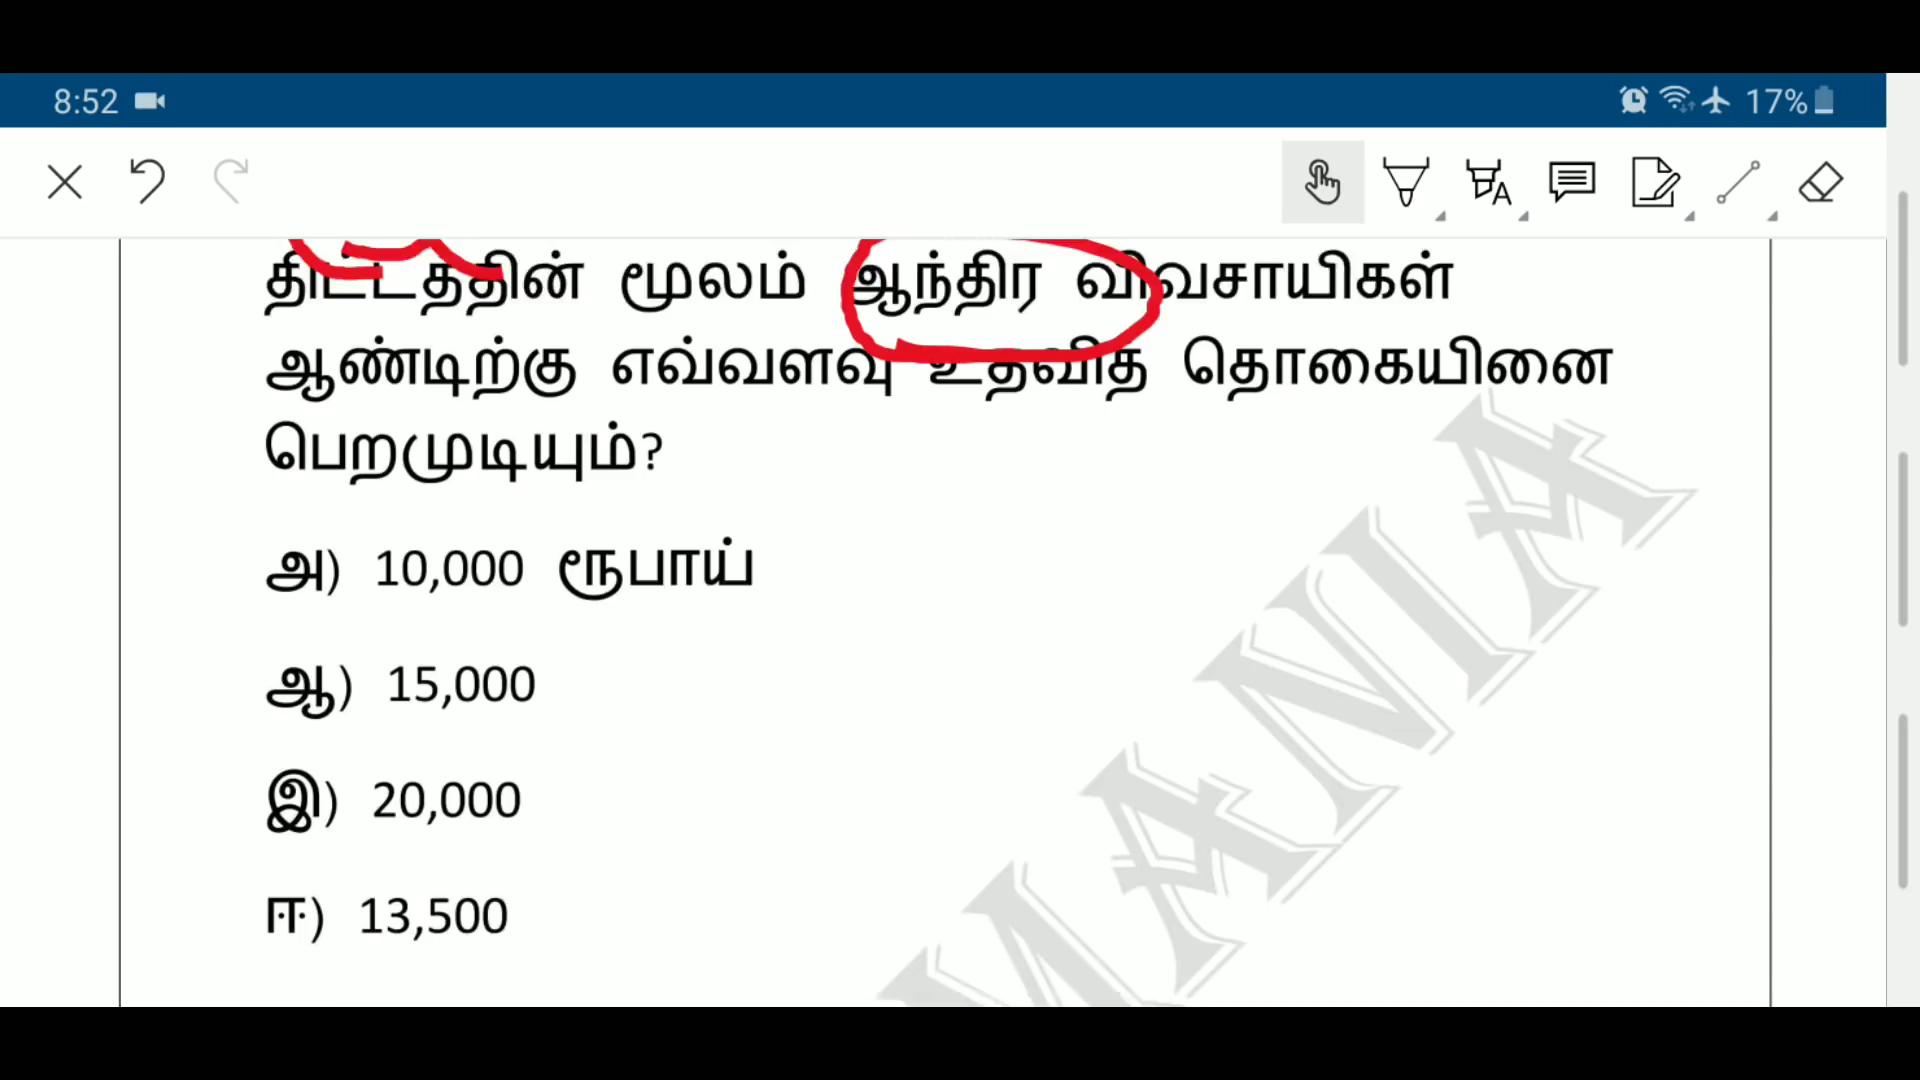 8:52
17%
திட்டத்தின் மூலம் ஆந்திர விவசாயிகள்
ஆண்டிற்கு எவ்வளவு உதவித் தொகையினை
பெறமுடியும்?
அ) 10,000 ரூபாய்
ஆ) 15,000
இ) 20,000
ஈ) 13,500
MANIA